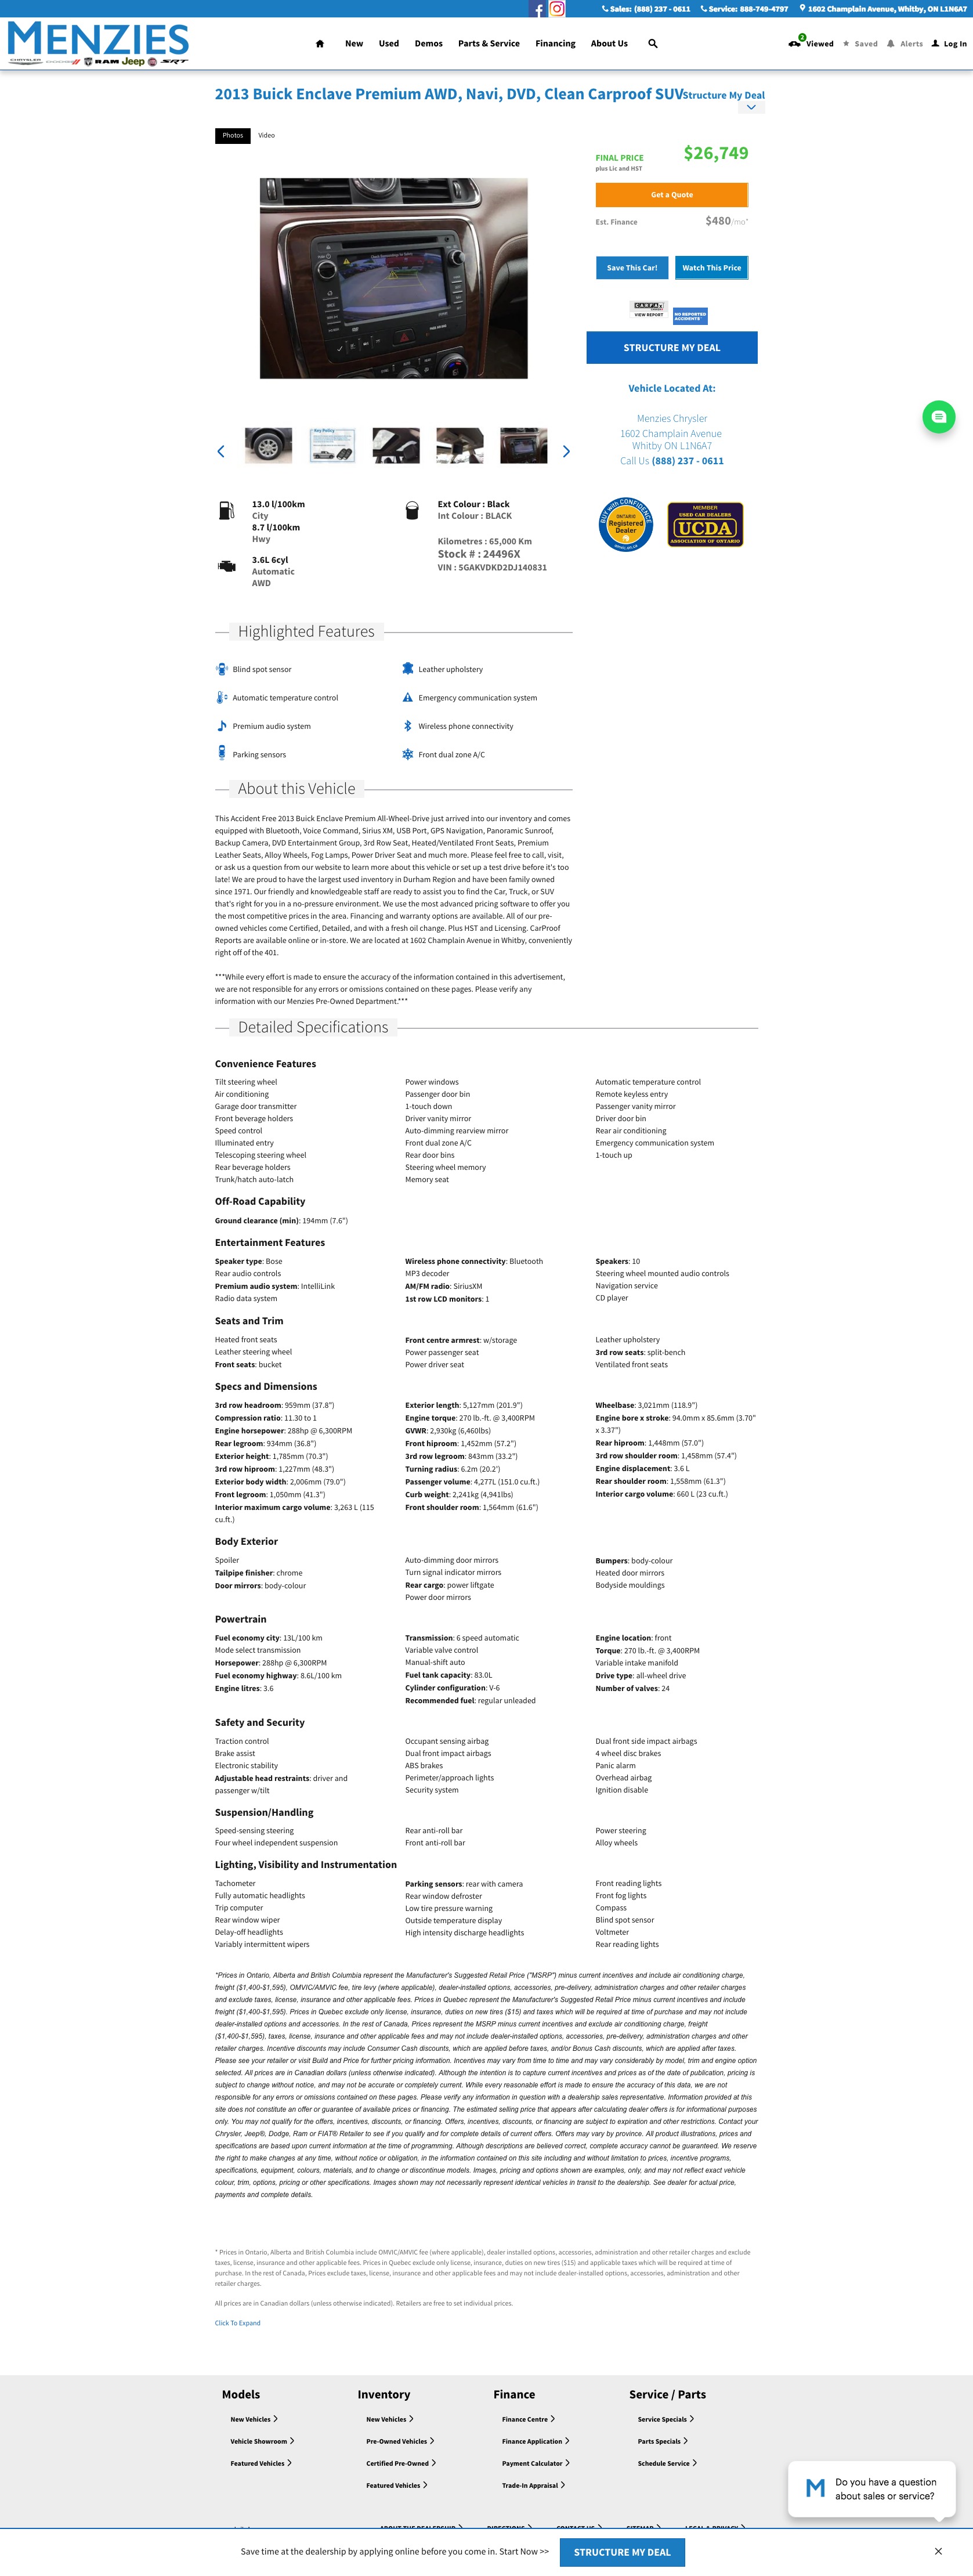 Sales: (888) 237 - 0611 Service: 888-749-4797 1602 Champlain Avenue, Whitby, ON L1N6A7
MENZIES
CHRYSLER DODGE RAM Jeep FIAT SRT
New Used Demos Parts & Service Financing About Us
2 Viewed Saved Alerts Log In
2013 Buick Enclave Premium AWD, Navi, DVD, Clean Carproof SUV
Structure My Deal
Photos Video
FINAL PRICE $26,749
plus Lic and HST
Get a Quote
Est. Finance $480/mo*
Save This Car! Watch This Price
CARFAX
VIEW REPORT
NO REPORTED ACCIDENTS
STRUCTURE MY DEAL
Vehicle Located At:
Menzies Chrysler
1602 Champlain Avenue
Whitby ON L1N6A7
Call Us (888) 237 - 0611
Key Policy
BUY WITH CONFIDENCE
ONTARIO
Registered
Dealer
MEMBER
USED CAR DEALERS
UCDA
ASSOCIATION OF ONTARIO
13.0 l/100km
City
8.7 l/100km
Hwy
3.6L 6cyl
Automatic
AWD
Ext Colour : Black
Int Colour : BLACK
Kilometres : 65,000 Km
Stock # : 24496X
VIN : 5GAKVDKD2DJ140831
Highlighted Features
Blind spot sensor
Leather upholstery
Automatic temperature control
Emergency communication system
Premium audio system
Wireless phone connectivity
Parking sensors
Front dual zone A/C
About this Vehicle
This Accident Free 2013 Buick Enclave Premium All-Wheel-Drive just arrived into our inventory and comes
equipped with Bluetooth, Voice Command, Sirius XM, USB Port, GPS Navigation, Panoramic Sunroof,
Backup Camera, DVD Entertainment Group, 3rd Row Seat, Heated/Ventilated Front Seats, Premium
Leather Seats, Alloy Wheels, Fog Lamps, Power Driver Seat and much more. Please feel free to call, visit,
or ask us a question from our website to learn more about this vehicle or set up a test drive before it's too
late! We are proud to have the largest used inventory in Durham Region and have been family owned
since 1971. Our friendly and knowledgeable staff are ready to assist you to find the Car, Truck, or SUV
that's right for you in a no-pressure environment. We use the most advanced pricing software to offer you
the most competitive prices in the area. Financing and warranty options are available. All of our pre-
owned vehicles come Certified, Detailed, and with a fresh oil change. Plus HST and Licensing. CarProof
Reports are available online or in-store. We are located at 1602 Champlain Avenue in Whitby, conveniently
right off of the 401.
***While every effort is made to ensure the accuracy of the information contained in this advertisement,
we are not responsible for any errors or omissions contained on these pages. Please verify any
information with our Menzies Pre-Owned Department.***
Detailed Specifications
Convenience Features
Tilt steering wheel
Air conditioning
Garage door transmitter
Front beverage holders
Speed control
Illuminated entry
Telescoping steering wheel
Rear beverage holders
Trunk/hatch auto-latch
Power windows
Passenger door bin
1-touch down
Driver vanity mirror
Auto-dimming rearview mirror
Front dual zone A/C
Rear door bins
Steering wheel memory
Memory seat
Automatic temperature control
Remote keyless entry
Passenger vanity mirror
Driver door bin
Rear air conditioning
Emergency communication system
1-touch up
Off-Road Capability
Ground clearance (min): 194mm (7.6")
Entertainment Features
Speaker type: Bose
Rear audio controls
Premium audio system: IntelliLink
Radio data system
Wireless phone connectivity: Bluetooth
MP3 decoder
AM/FM radio: SiriusXM
1st row LCD monitors: 1
Speakers: 10
Steering wheel mounted audio controls
Navigation service
CD player
Seats and Trim
Heated front seats
Leather steering wheel
Front seats: bucket
Front centre armrest: w/storage
Power passenger seat
Power driver seat
Leather upholstery
3rd row seats: split-bench
Ventilated front seats
Specs and Dimensions
3rd row headroom: 959mm (37.8")
Compression ratio: 11.30 to 1
Engine horsepower: 288hp @ 6,300RPM
Rear legroom: 934mm (36.8")
Exterior height: 1,785mm (70.3")
3rd row hiproom: 1,227mm (48.3")
Exterior body width: 2,006mm (79.0")
Front legroom: 1,050mm (41.3")
Interior maximum cargo volume: 3,263 L (115
cu.ft.)
Exterior length: 5,127mm (201.9")
Engine torque: 270 lb.-ft. @ 3,400RPM
GVWR: 2,930kg (6,460lbs)
Front hiproom: 1,452mm (57.2")
3rd row legroom: 843mm (33.2")
Turning radius: 6.2m (20.2')
Passenger volume: 4,277L (151.0 cu.ft.)
Curb weight: 2,241kg (4,941lbs)
Front shoulder room: 1,564mm (61.6")
Wheelbase: 3,021mm (118.9")
Engine bore x stroke: 94.0mm x 85.6mm (3.70"
x 3.37")
Rear hiproom: 1,448mm (57.0")
3rd row shoulder room: 1,458mm (57.4")
Engine displacement: 3.6 L
Rear shoulder room: 1,558mm (61.3")
Interior cargo volume: 660 L (23 cu.ft.)
Body Exterior
Spoiler
Tailpipe finisher: chrome
Door mirrors: body-colour
Auto-dimming door mirrors
Turn signal indicator mirrors
Rear cargo: power liftgate
Power door mirrors
Bumpers: body-colour
Heated door mirrors
Bodyside mouldings
Powertrain
Fuel economy city: 13L/100 km
Mode select transmission
Horsepower: 288hp @ 6,300RPM
Fuel economy highway: 8.6L/100 km
Engine litres: 3.6
Transmission: 6 speed automatic
Variable valve control
Manual-shift auto
Fuel tank capacity: 83.0L
Cylinder configuration: V-6
Recommended fuel: regular unleaded
Engine location: front
Torque: 270 lb.-ft. @ 3,400RPM
Variable intake manifold
Drive type: all-wheel drive
Number of valves: 24
Safety and Security
Traction control
Brake assist
Electronic stability
Adjustable head restraints: driver and
passenger w/tilt
Occupant sensing airbag
Dual front impact airbags
ABS brakes
Perimeter/approach lights
Security system
Dual front side impact airbags
4 wheel disc brakes
Panic alarm
Overhead airbag
Ignition disable
Suspension/Handling
Speed-sensing steering
Four wheel independent suspension
Rear anti-roll bar
Front anti-roll bar
Power steering
Alloy wheels
Lighting, Visibility and Instrumentation
Tachometer
Fully automatic headlights
Trip computer
Rear window wiper
Delay-off headlights
Variably intermittent wipers
Parking sensors: rear with camera
Rear window defroster
Low tire pressure warning
Outside temperature display
High intensity discharge headlights
Front reading lights
Front fog lights
Compass
Blind spot sensor
Voltmeter
Rear reading lights
*Prices in Ontario, Alberta and British Columbia represent the Manufacturer's Suggested Retail Price ("MSRP") minus current incentives and include air conditioning charge,
freight ($1,400-$1,595), OMVIC/AMVIC fee, tire levy (where applicable), dealer-installed options, accessories, pre-delivery, administration charges and other retailer charges
and exclude taxes, license, insurance and other applicable fees. Prices in Quebec represent the Manufacturer's Suggested Retail Price minus current incentives and include
freight ($1,400-$1,595). Prices in Quebec exclude only license, insurance, duties on new tires ($15) and taxes which will be required at time of purchase and may not include
dealer-installed options and accessories. In the rest of Canada, Prices represent the MSRP minus current incentives and exclude air conditioning charge, freight
($1,400-$1,595), taxes, license, insurance and other applicable fees and may not include dealer-installed options, accessories, pre-delivery, administration charges and other
retailer charges. Incentive discounts may include Consumer Cash discounts, which are applied before taxes, and/or Bonus Cash discounts, which are applied after taxes.
Please see your retailer or visit Build and Price for further pricing information. Incentives may vary from time to time and may vary considerably by model, trim and engine option
selected. All prices are in Canadian dollars (unless otherwise indicated). Although the intention is to capture current incentives and prices as of the date of publication, pricing is
subject to change without notice, and may not be accurate or completely current. While every reasonable effort is made to ensure the accuracy of this data, we are not
responsible for any errors or omissions contained on these pages. Please verify any information in question with a dealership sales representative. Information provided at this
site does not constitute an offer or guarantee of available prices or financing. The estimated selling price that appears after calculating dealer offers is for informational purposes
only. You may not qualify for the offers, incentives, discounts, or financing. Offers, incentives, discounts, or financing are subject to expiration and other restrictions. Contact your
Chrysler, Jeep®, Dodge, Ram or FIAT® Retailer to see if you qualify and for complete details of current offers. Offers may vary by province. All product illustrations, prices and
specifications are based upon current information at the time of programming. Although descriptions are believed correct, complete accuracy cannot be guaranteed. We reserve
the right to make changes at any time, without notice or obligation, in the information contained on this site including and without limitation to prices, incentive programs,
specifications, equipment, colours, materials, and to change or discontinue models. Images, pricing and options shown are examples, only, and may not reflect exact vehicle
colour, trim, options, pricing or other specifications. Images shown may not necessarily represent identical vehicles in transit to the dealership. See dealer for actual price,
payments and complete details.
* Prices in Ontario, Alberta and British Columbia include OMVIC/AMVIC fee (where applicable), dealer installed options, accessories, administration and other retailer charges and exclude
taxes, license, insurance and other applicable fees. Prices in Quebec exclude only license, insurance, duties on new tires ($15) and applicable taxes which will be required at time of
purchase. In the rest of Canada, Prices exclude taxes, license, insurance and other applicable fees and may not include dealer-installed options, accessories, administration and other
retailer charges.
All prices are in Canadian dollars (unless otherwise indicated). Retailers are free to set individual prices.
Click To Expand
Models
New Vehicles
Vehicle Showroom
Featured Vehicles
Inventory
New Vehicles
Pre-Owned Vehicles
Certified Pre-Owned
Featured Vehicles
Finance
Finance Centre
Finance Application
Payment Calculator
Trade-In Appraisal
Service / Parts
Service Specials
Parts Specials
Schedule Service
M Do you have a question
about sales or service?
ABOUT THE DEALERSHIP DIRECTIONS CONTACT US SITEMAP LEGAL & PRIVACY
Save time at the dealership by applying online before you come in. Start Now >> STRUCTURE MY DEAL